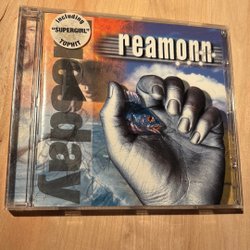 including
"SUPERGIRL"
TOPHIT
reamonn
tuesday